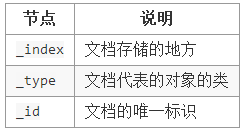 节点 说明
_index 文档存储的地方
_type 文档代表的对象的类
_id 文档的唯一标识